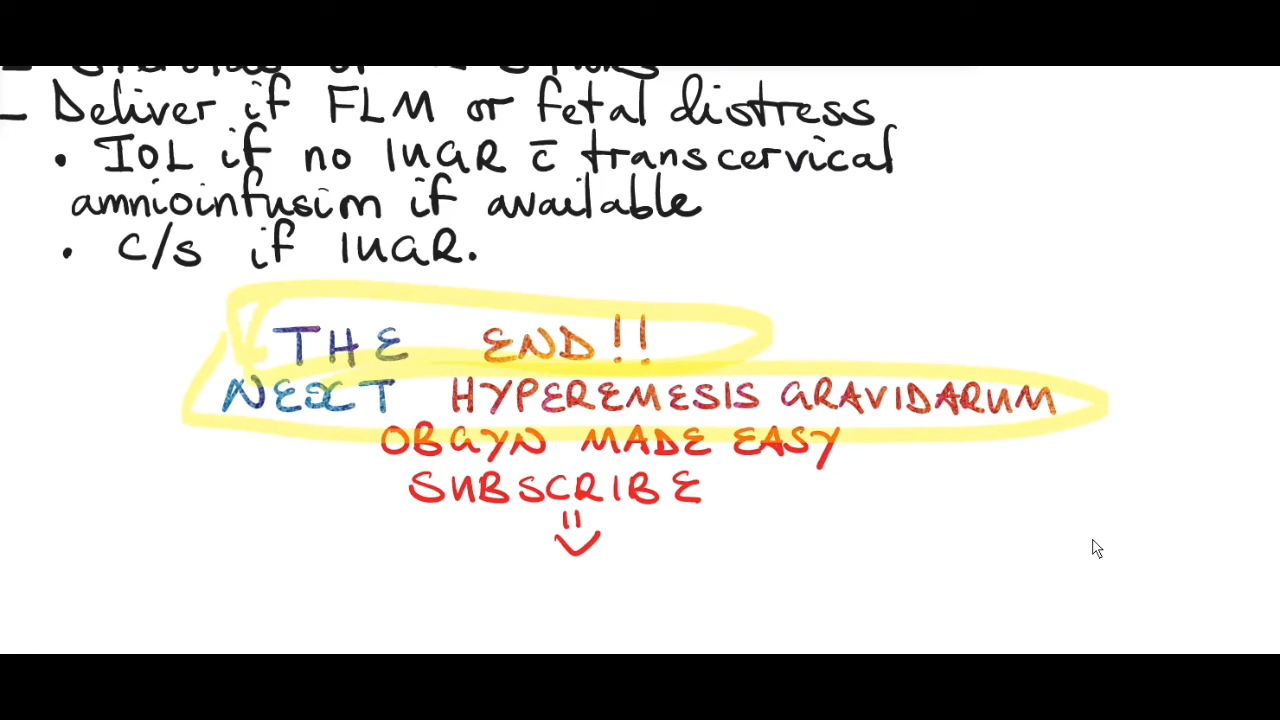 - Deliver if FLM or fetal distress
• IOL if no IUGR c̄ transcervical
amnioinfusion if available
• C/S if IUGR.
THE END!!
NEXT HYPEREMESIS GRAVIDARUM
OBGYN MADE EASY
SUBSCRIBE